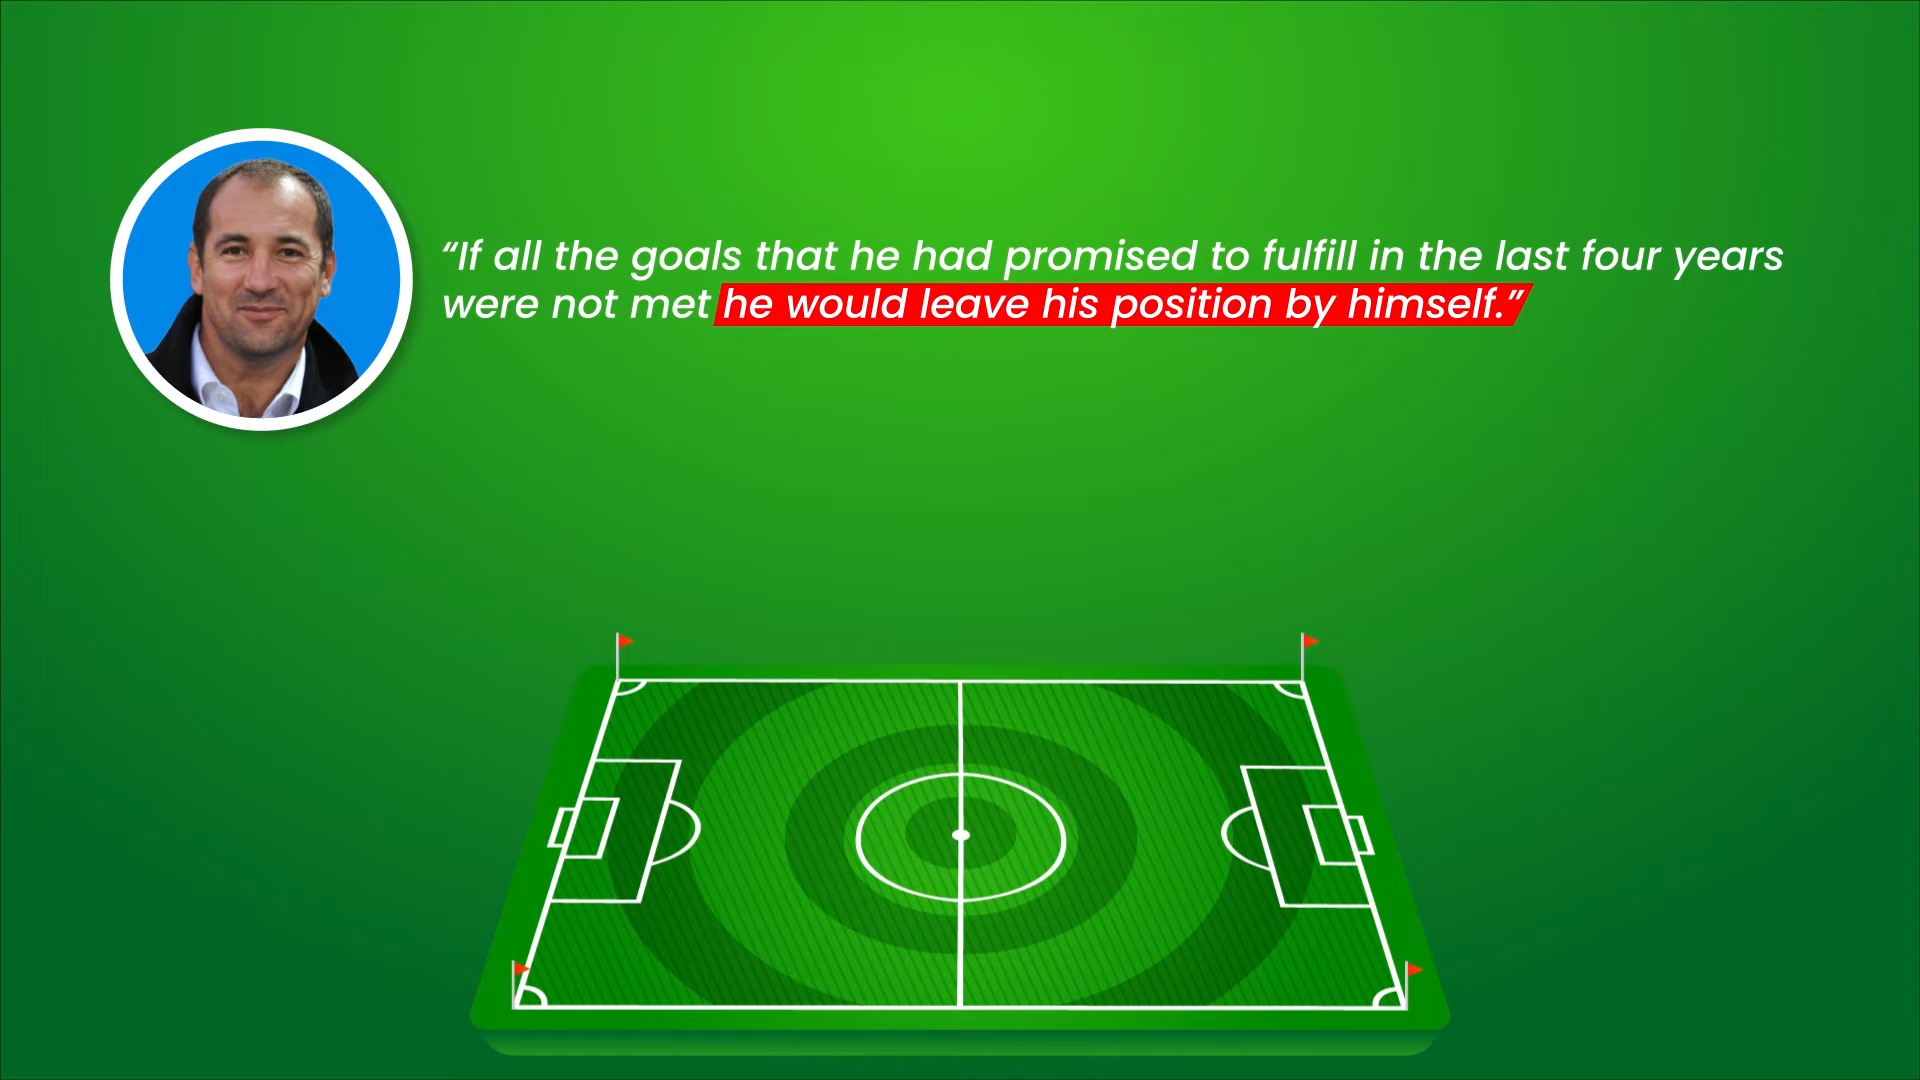 “If all the goals that he had promised to fulfill in the last four years
were not met he would leave his position by himself.”